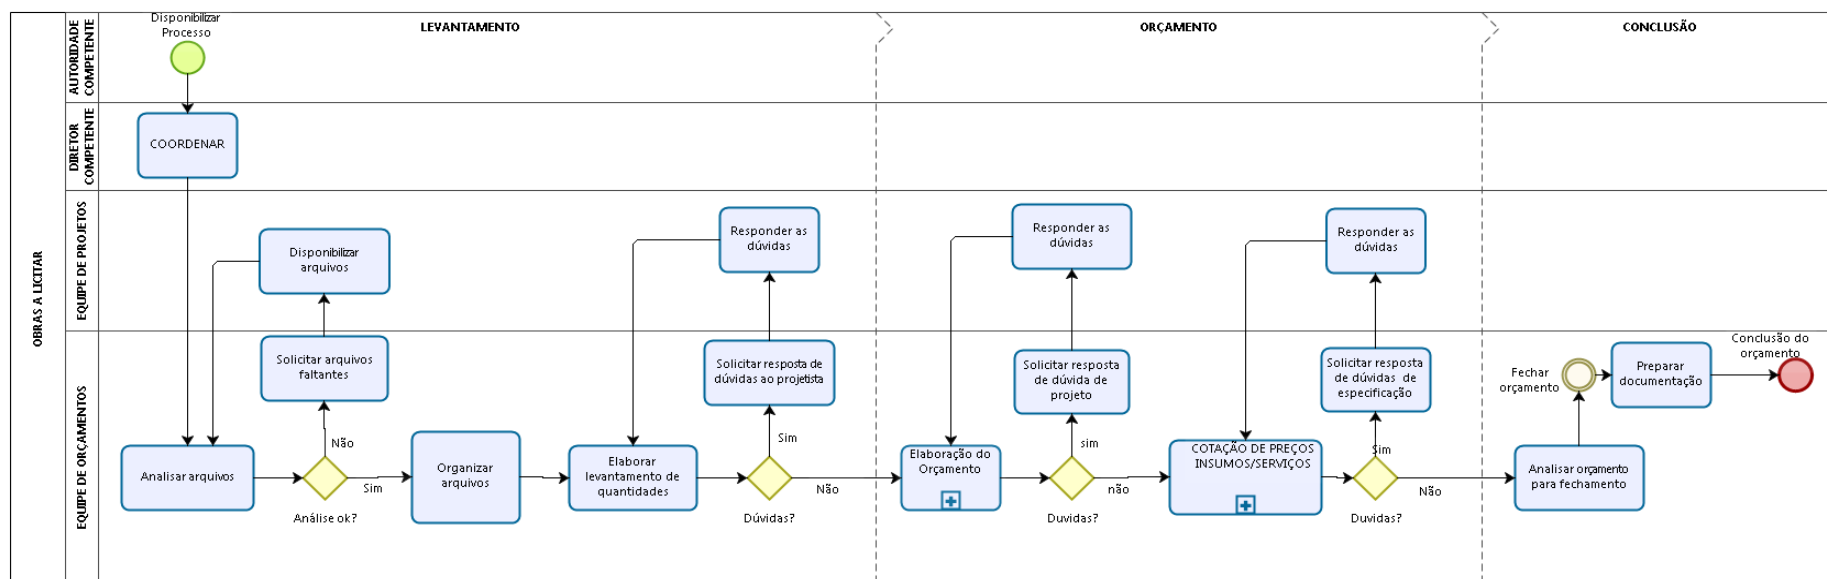 OBRAS A LICITAR
AUTORIDADE
COMPETENTE
DIRETOR
COMPETENTE
EQUIPE DE PROJETOS
EQUIPE DE ORÇAMENTOS
LEVANTAMENTO
ORÇAMENTO
CONCLUSÃO
Disponibilizar
Processo
COORDENAR
Disponibilizar
arquivos
Responder as
dúvidas
Responder as
dúvidas
Responder as
dúvidas
Solicitar arquivos
faltantes
Solicitar resposta de
dúvidas ao projetista
Solicitar resposta
de dúvida de
projeto
Solicitar resposta
de dúvidas de
especificação
Fechar
orçamento
Preparar
documentação
Conclusão do
orçamento
Analisar arquivos
Não
Sim
Análise ok?
Organizar
arquivos
Elaborar
levantamento de
quantidades
Sim
Não
Dúvidas?
Elaboração do
Orçamento
sim
não
Duvidas?
COTAÇÃO DE PREÇOS
INSUMOS/SERVIÇOS
Sim
Não
Duvidas?
Analisar orçamento
para fechamento